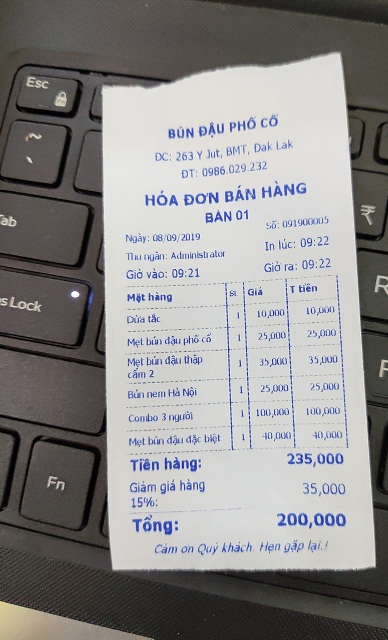 Esc
~
`
Tab
s Lock
Fn
₹
BÚN ĐẬU PHỐ CỔ
DC: 263 Y Jut, BMT, Dak Lak
ĐT: 0986.029.232
HÓA ĐƠN BÁN HÀNG
BÀN 01
Ngày: 08/09/2019 Số: 091900005
Thu ngân: Administrator In lúc: 09:22
Giờ vào: 09:21 Giờ ra: 09:22
Mặt hàng SL Giá T tiền
Dừa tắc 1 10,000 10,000
Mẹt bún đậu phố cổ 1 25,000 25,000
Mẹt bún đậu thập 1 35,000 35,000
cẩm 2
Bún nem Hà Nội 1 25,000 25,000
Combo 3 người 1 100,000 100,000
Mẹt bún đậu đặc biệt 1 40,000 40,000
Tiền hàng: 235,000
Giảm giá hàng 35,000
15%:
Tổng: 200,000
Cảm ơn Quý khách. Hẹn gặp lại.!